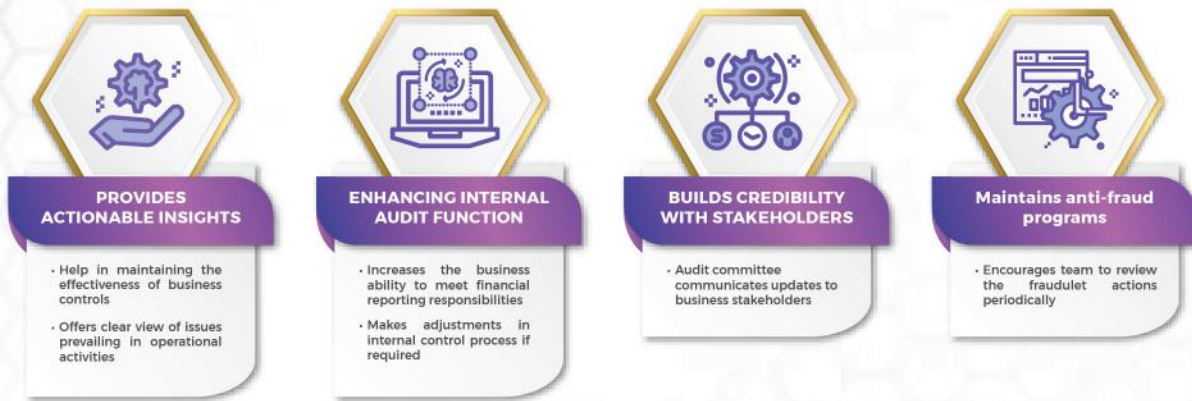 PROVIDES
ACTIONABLE INSIGHTS
• Help in maintaining the
effectiveness of business
controls
• Offers clear view of issues
prevailing in operational
activities
ENHANCING INTERNAL
AUDIT FUNCTION
• Increases the business
ability to meet financial
reporting responsibilities
• Makes adjustments in
internal control process if
required
BUILDS CREDIBILITY
WITH STAKEHOLDERS
• Audit committee
communicates updates to
business stakeholders
Maintains anti-fraud
programs
• Encourages team to review
the fraudulet actions
periodically